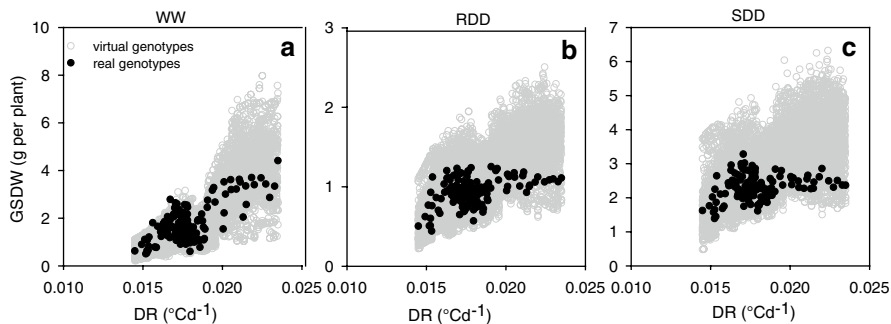 WW
RDD
SDD
GSDW (g per plant)
10
8
6
4
2
0
virtual genotypes
real genotypes
a
0.010
0.015
0.020
0.025
DR (°Cd-1)
3
2
1
0
b
0.010
0.015
0.020
0.025
DR (°Cd-1)
7
6
5
4
3
2
1
0
c
0.010
0.015
0.020
0.025
DR (°Cd-1)